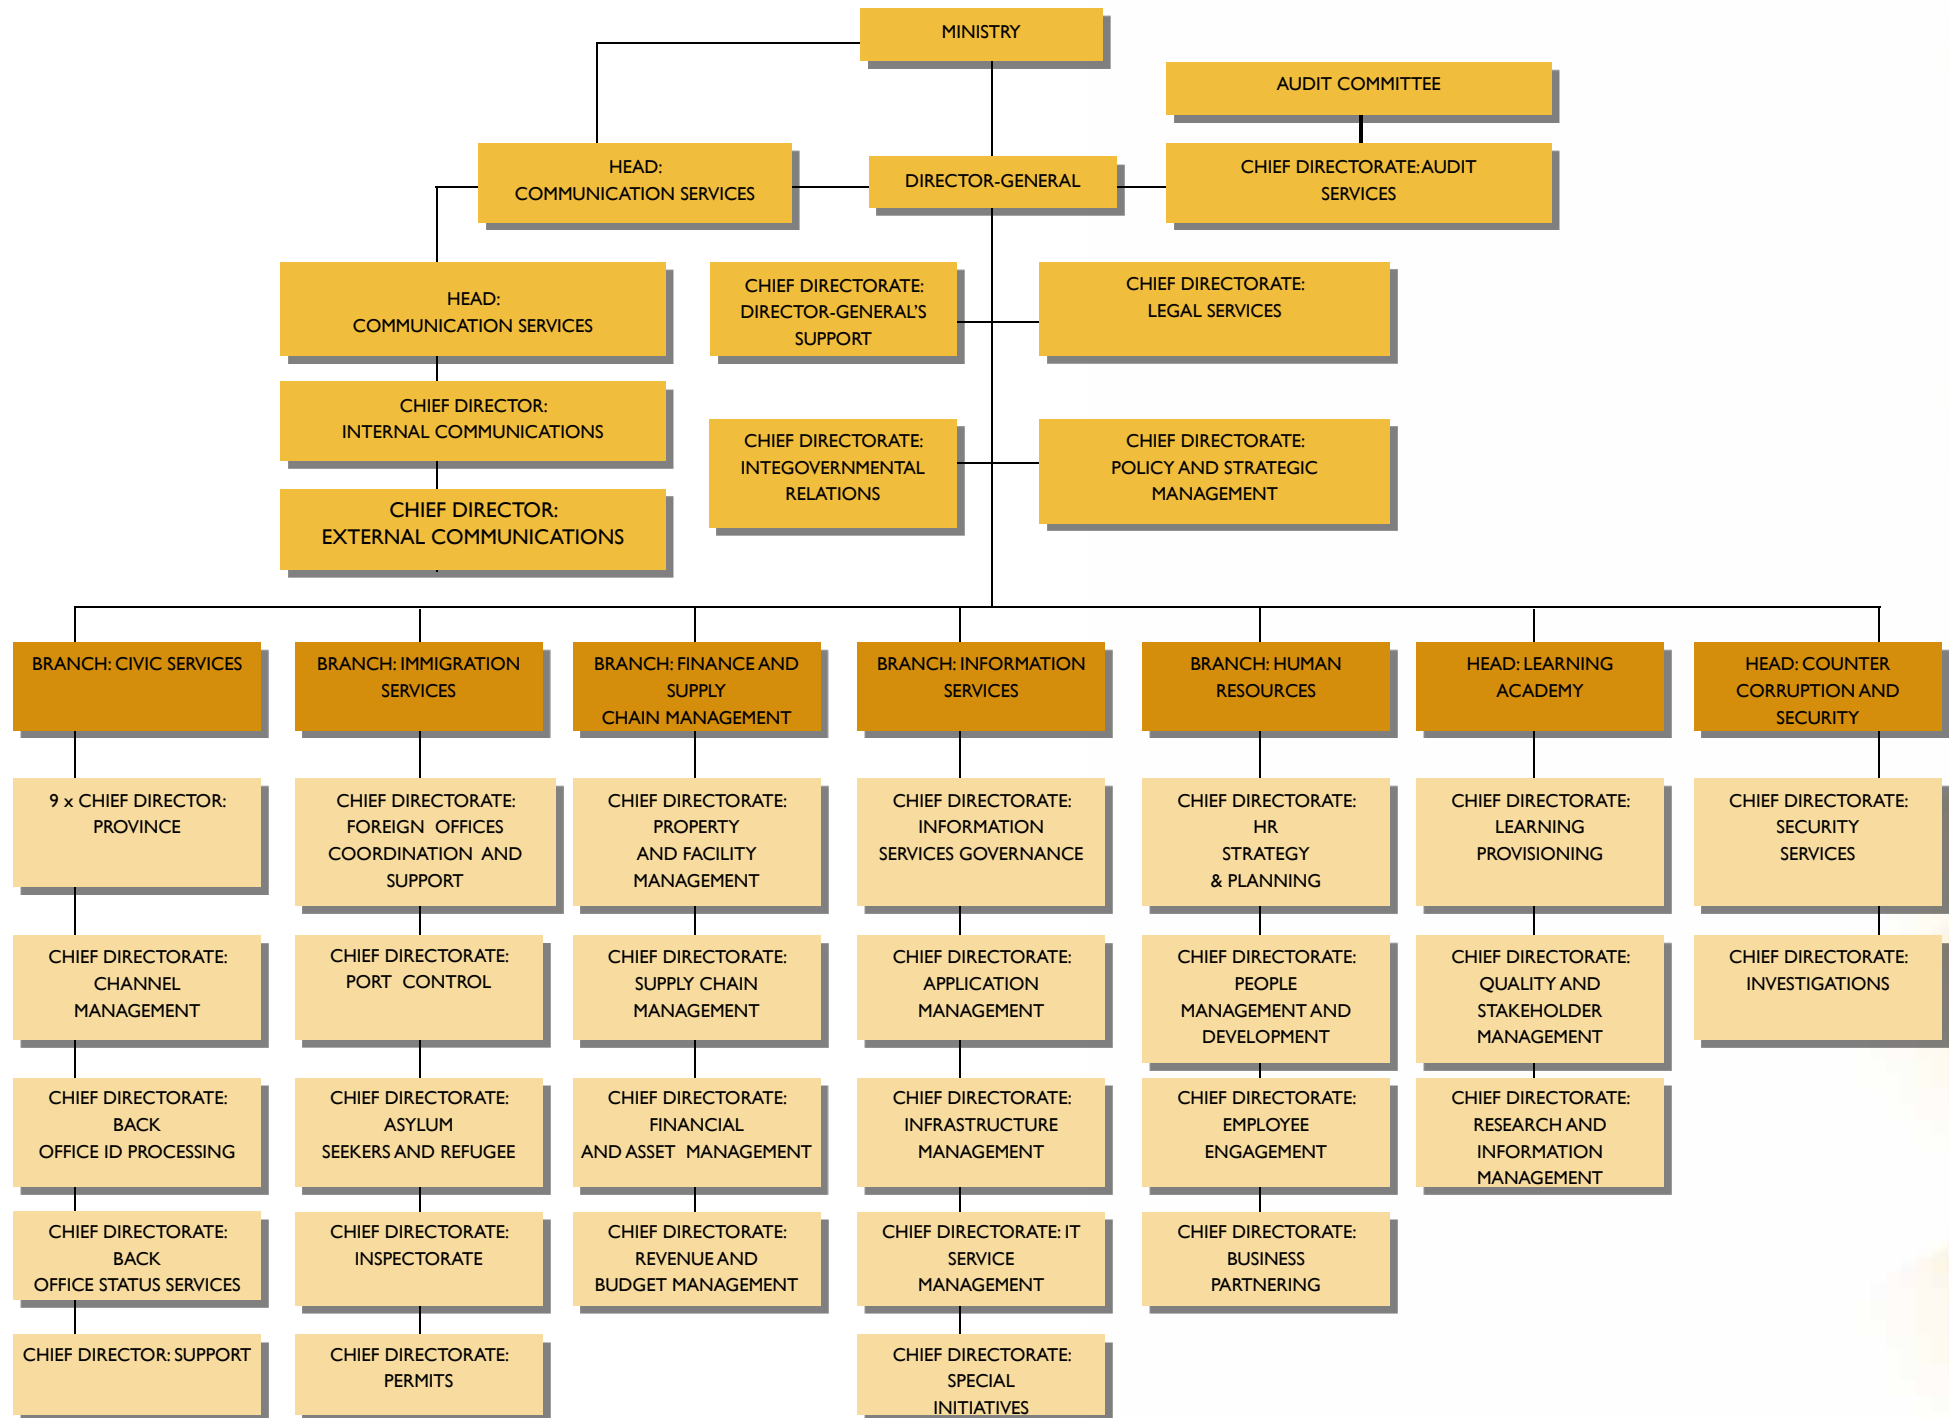 MINISTRY
AUDIT COMMITTEE
HEAD:
COMMUNICATION SERVICES
DIRECTOR-GENERAL
CHIEF DIRECTORATE: AUDIT
SERVICES
HEAD:
COMMUNICATION SERVICES
CHIEF DIRECTORATE:
DIRECTOR-GENERAL'S
SUPPORT
CHIEF DIRECTORATE:
LEGAL SERVICES
CHIEF DIRECTOR:
INTERNAL COMMUNICATIONS
CHIEF DIRECTORATE:
INTEGOVERNMENTAL
RELATIONS
CHIEF DIRECTORATE:
POLICY AND STRATEGIC
MANAGEMENT
CHIEF DIRECTOR:
EXTERNAL COMMUNICATIONS
BRANCH: CIVIC SERVICES
BRANCH: IMMIGRATION
SERVICES
BRANCH: FINANCE AND
SUPPLY
CHAIN MANAGEMENT
BRANCH: INFORMATION
SERVICES
BRANCH: HUMAN
RESOURCES
HEAD: LEARNING
ACADEMY
HEAD: COUNTER
CORRUPTION AND
SECURITY
9 x CHIEF DIRECTOR:
PROVINCE
CHIEF DIRECTORATE:
FOREIGN OFFICES
COORDINATION AND
SUPPORT
CHIEF DIRECTORATE:
PROPERTY
AND FACILITY
MANAGEMENT
CHIEF DIRECTORATE:
INFORMATION
SERVICES GOVERNANCE
CHIEF DIRECTORATE:
HR
STRATEGY
& PLANNING
CHIEF DIRECTORATE:
LEARNING
PROVISIONING
CHIEF DIRECTORATE:
SECURITY
SERVICES
CHIEF DIRECTORATE:
CHANNEL
MANAGEMENT
CHIEF DIRECTORATE:
PORT CONTROL
CHIEF DIRECTORATE:
SUPPLY CHAIN
MANAGEMENT
CHIEF DIRECTORATE:
APPLICATION
MANAGEMENT
CHIEF DIRECTORATE:
PEOPLE
MANAGEMENT AND
DEVELOPMENT
CHIEF DIRECTORATE:
QUALITY AND
STAKEHOLDER
MANAGEMENT
CHIEF DIRECTORATE:
INVESTIGATIONS
CHIEF DIRECTORATE:
BACK
OFFICE ID PROCESSING
CHIEF DIRECTORATE:
ASYLUM
SEEKERS AND REFUGEE
CHIEF DIRECTORATE:
FINANCIAL
AND ASSET MANAGEMENT
CHIEF DIRECTORATE:
INFRASTRUCTURE
MANAGEMENT
CHIEF DIRECTORATE:
EMPLOYEE
ENGAGEMENT
CHIEF DIRECTORATE:
RESEARCH AND
INFORMATION
MANAGEMENT
CHIEF DIRECTORATE:
BACK
OFFICE STATUS SERVICES
CHIEF DIRECTORATE:
INSPECTORATE
CHIEF DIRECTORATE:
REVENUE AND
BUDGET MANAGEMENT
CHIEF DIRECTORATE: IT
SERVICE
MANAGEMENT
CHIEF DIRECTORATE:
BUSINESS
PARTNERING
CHIEF DIRECTOR: SUPPORT
CHIEF DIRECTORATE:
PERMITS
CHIEF DIRECTORATE:
SPECIAL
INITIATIVES